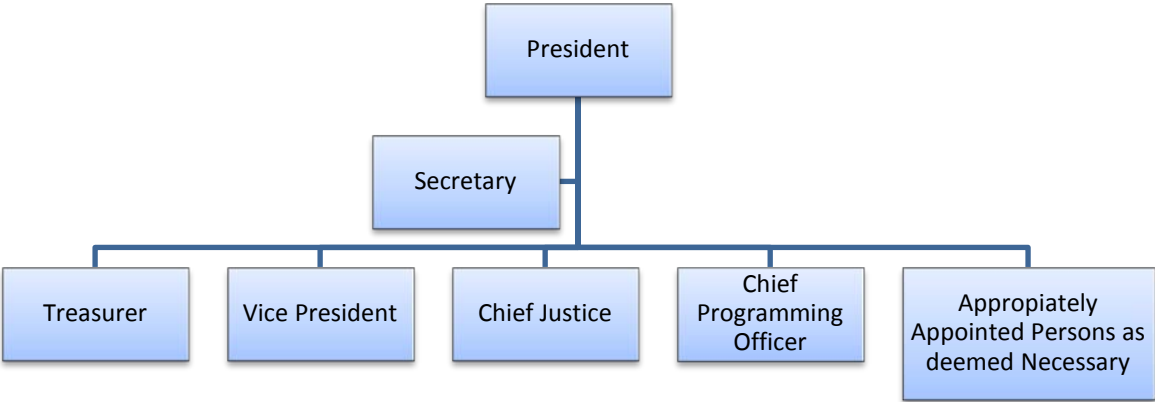 President
Secretary
Treasurer
Vice President
Chief Justice
Chief
Programming
Officer
Appropiately
Appointed Persons as
deemed Necessary